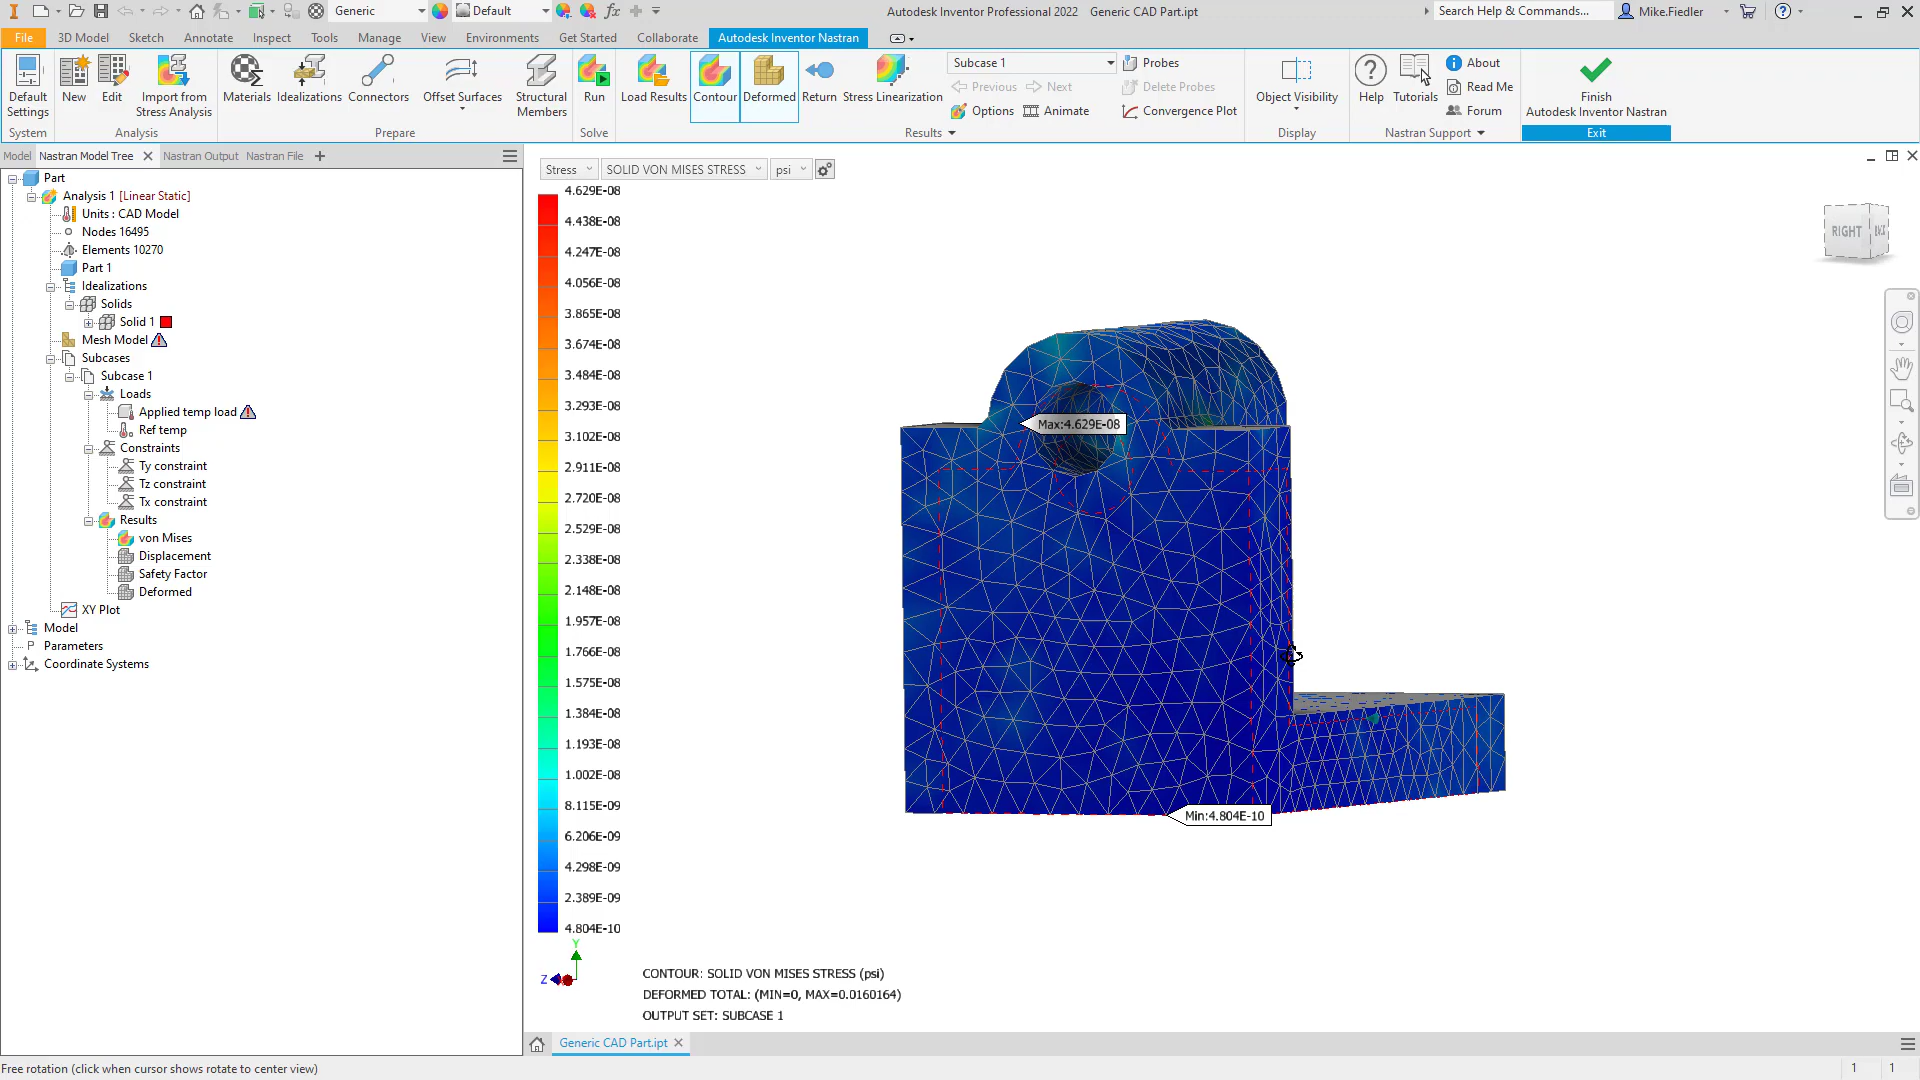 Generic
Default
Autodesk Inventor Professional 2022 Generic CAD Part.ipt
Search Help & Commands...
Mike.Fiedler
File 3D Model Sketch Annotate Inspect Tools Manage View Environments Get Started Collaborate Autodesk Inventor Nastran
Default Settings
New
Edit
Import from Stress Analysis
Materials
Idealizations
Connectors
Offset Surfaces
Structural Members
Run
Load Results
Contour
Deformed
Return
Stress Linearization
Subcase 1
Previous Next
Options Animate
Probes
Delete Probes
Convergence Plot
Object Visibility
Help
Tutorials
About
Read Me
Forum
Finish
Autodesk Inventor Nastran
System Analysis Prepare Solve Results Display Nastran Support Exit
Model Nastran Model Tree Nastran Output Nastran File
Part
Analysis 1 [Linear Static]
Units : CAD Model
Nodes 16495
Elements 10270
Part 1
Idealizations
Solids
Solid 1
Mesh Model
Subcases
Subcase 1
Loads
Applied temp load
Ref temp
Constraints
Ty constraint
Tz constraint
Tx constraint
Results
von Mises
Displacement
Safety Factor
Deformed
XY Plot
Model
P Parameters
Coordinate Systems
Stress SOLID VON MISES STRESS psi
4.629E-08
4.438E-08
4.247E-08
4.056E-08
3.865E-08
3.674E-08
3.484E-08
3.293E-08
3.102E-08
2.911E-08
2.720E-08
2.529E-08
2.338E-08
2.148E-08
1.957E-08
1.766E-08
1.575E-08
1.384E-08
1.193E-08
1.002E-08
8.115E-09
6.206E-09
4.298E-09
2.389E-09
4.804E-10
RIGHT
Max:4.629E-08
Min:4.804E-10
Y
Z
CONTOUR: SOLID VON MISES STRESS (psi)
DEFORMED TOTAL: (MIN=0, MAX=0.0160164)
OUTPUT SET: SUBCASE 1
Generic CAD Part.ipt
Free rotation (click when cursor shows rotate to center view)
1 1